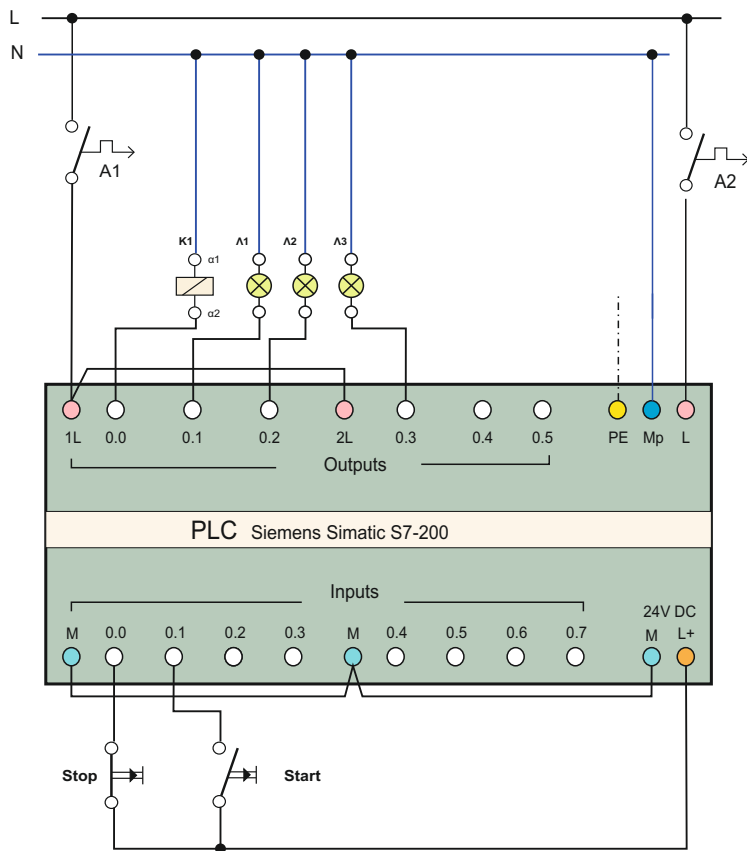 L
N
A1
A2
K1 Λ1 Λ2 Λ3
α1
α2
1L 0.0 0.1 0.2 2L 0.3 0.4 0.5 PE Mp L
Outputs
PLC Siemens Simatic S7-200
Inputs
24V DC
M 0.0 0.1 0.2 0.3 M 0.4 0.5 0.6 0.7 M L+
Stop Start